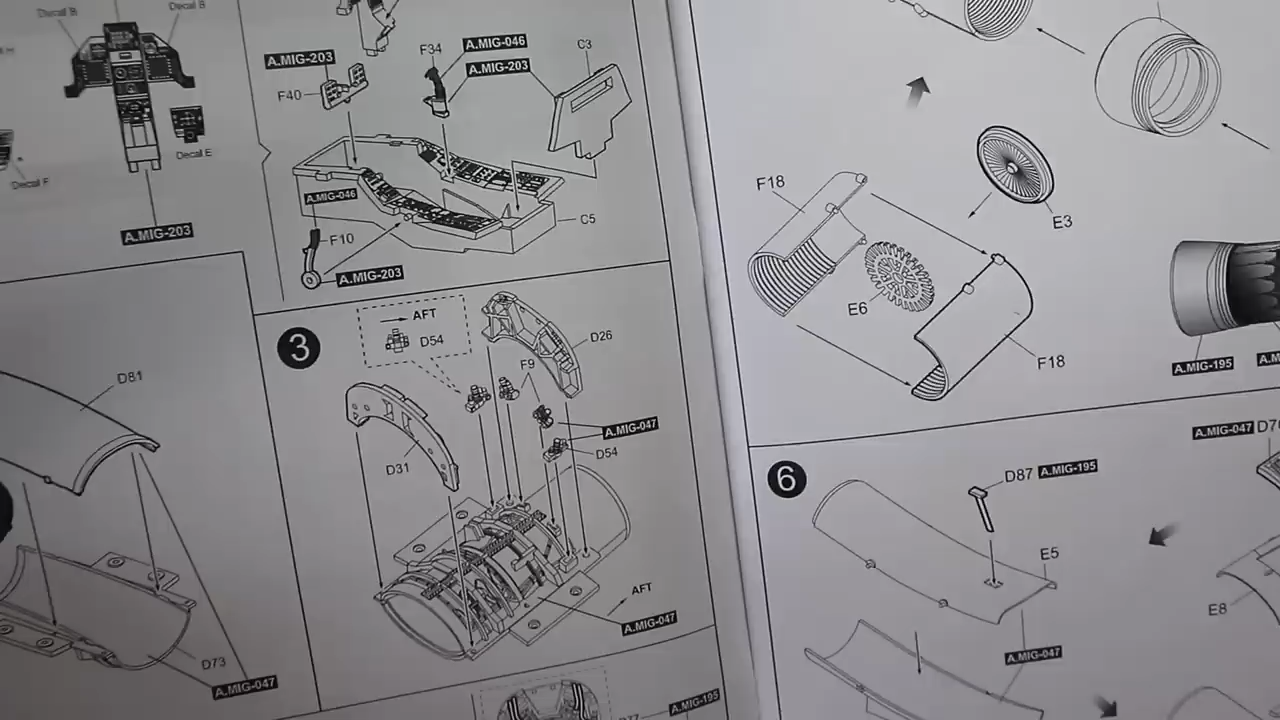 Decal B
Decal B
Decal E
Decal F
A.MIG-203
A.MIG-203
F40
F34
A.MIG-046
A.MIG-203
C3
A.MIG-046
F10
A.MIG-203
C5
D81
D73
A.MIG-047
3
AFT
D54
D26
F9
D31
A.MIG-047
D54
AFT
A.MIG-047
A.MIG-195
F18
E3
E6
F18
A.MIG-195
6
D87 A.MIG-195
A.MIG-047
E5
E8
A.MIG-047